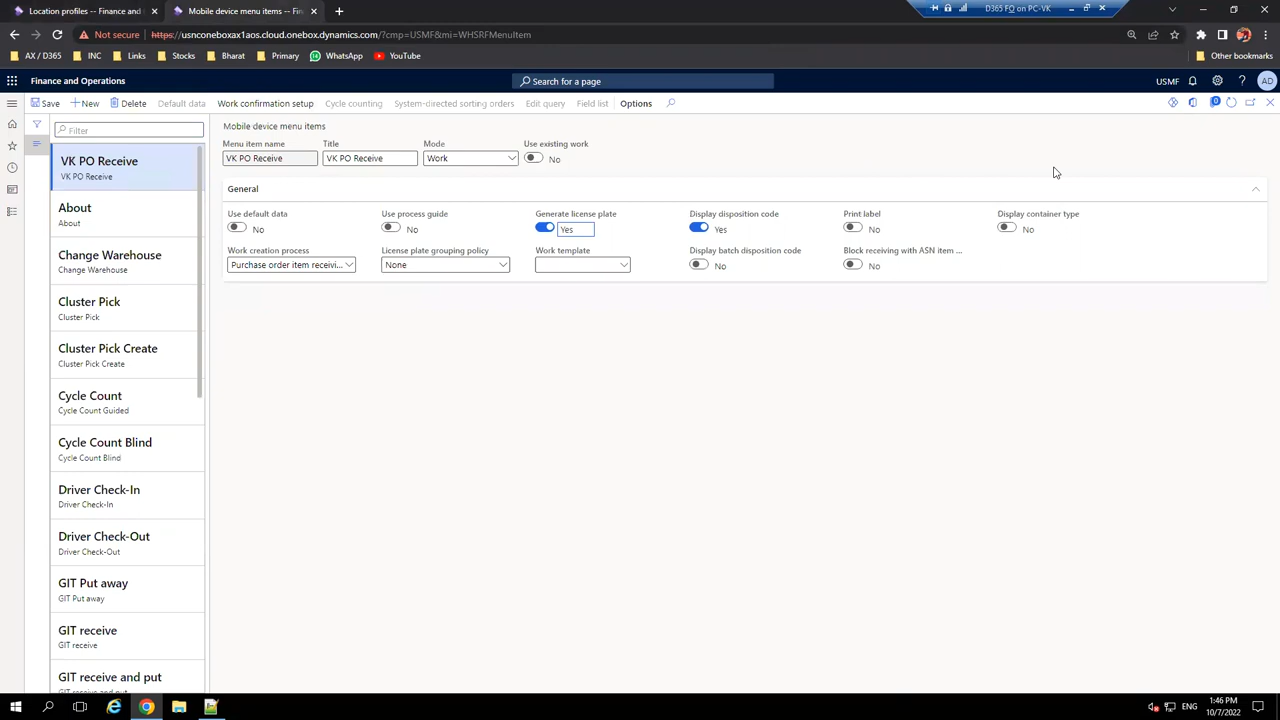 Location profiles -- Finance and
Mobile device menu items -- Fina
D365 FO on PC-VK
Not secure
https://usnconeboxax1aos.cloud.onebox.dynamics.com/?cmp=USMF&mi=WHSRFMenuItem
AX / D365
INC
Links
Stocks
Bharat
Primary
WhatsApp
YouTube
Other bookmarks
Finance and Operations
Search for a page
USMF
AD
Save
New
Delete
Default data
Work confirmation setup
Cycle counting
System-directed sorting orders
Edit query
Field list
Options
0
Filter
Mobile device menu items
Menu item name
Title
Mode
Use existing work
VK PO Receive
VK PO Receive
Work
No
General
Use default data
Use process guide
Generate license plate
Display disposition code
Print label
Display container type
No
No
Yes
Yes
No
No
Work creation process
License plate grouping policy
Work template
Display batch disposition code
Block receiving with ASN item ...
Purchase order item receivi...
None
No
No
VK PO Receive
VK PO Receive
About
About
Change Warehouse
Change Warehouse
Cluster Pick
Cluster Pick
Cluster Pick Create
Cluster Pick Create
Cycle Count
Cycle Count Guided
Cycle Count Blind
Cycle Count Blind
Driver Check-In
Driver Check-In
Driver Check-Out
Driver Check-Out
GIT Put away
GIT Put away
GIT receive
GIT receive
GIT receive and put
GIT receive and put
ENG
1:46 PM
10/7/2022